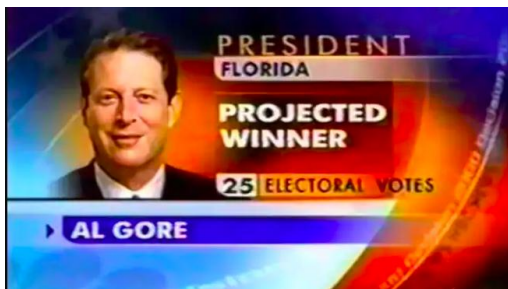 PRESIDENT
FLORIDA
PROJECTED
WINNER
25 ELECTORAL VOTES
AL GORE